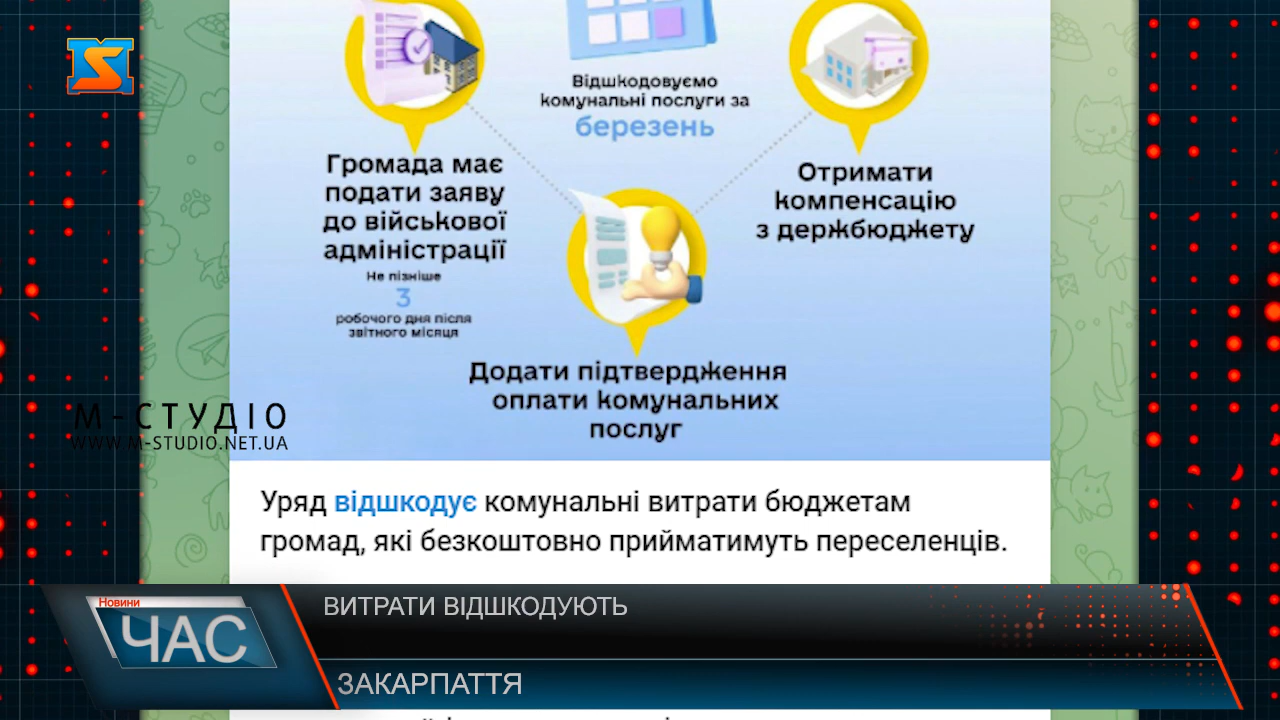 Відшкодовуємо
комунальні послуги за
березень
Громада має
подати заяву
до військової
адміністрації
Не пізніше
3
робочого дня після
звітного місяця
Отримати
компенсацію
з держбюджету
Додати підтвердження
оплати комунальних
послуг
М-СТУДІО
WWW.M-STUDIO.NET.UA
Уряд відшкодує комунальні витрати бюджетам
громад, які безкоштовно прийматимуть переселенців.
Новини
ЧАС
ВИТРАТИ ВІДШКОДУЮТЬ
ЗАКАРПАТТЯ